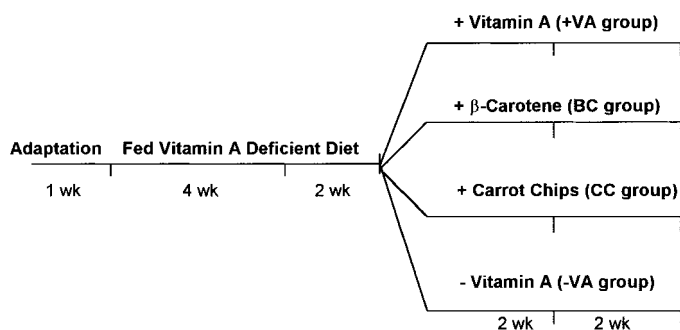 + Vitamin A (+VA group)
+ β-Carotene (BC group)
Adaptation Fed Vitamin A Deficient Diet
1 wk 4 wk 2 wk
+ Carrot Chips (CC group)
- Vitamin A (-VA group)
2 wk 2 wk